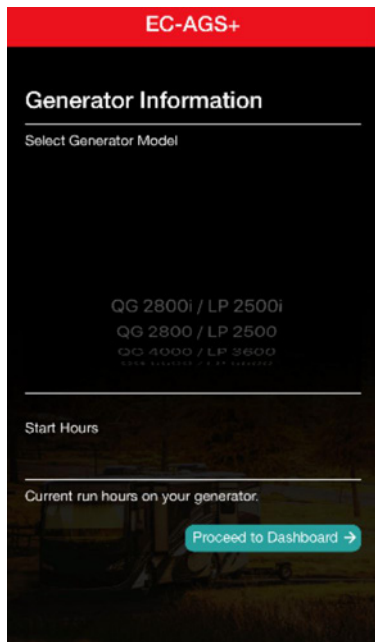 EC-AGS+
Generator Information
Select Generator Model
QG 2800i / LP 2500i
QG 2800 / LP 2500
QG 4000 / LP 3600
Start Hours
Current run hours on your generator.
Proceed to Dashboard →